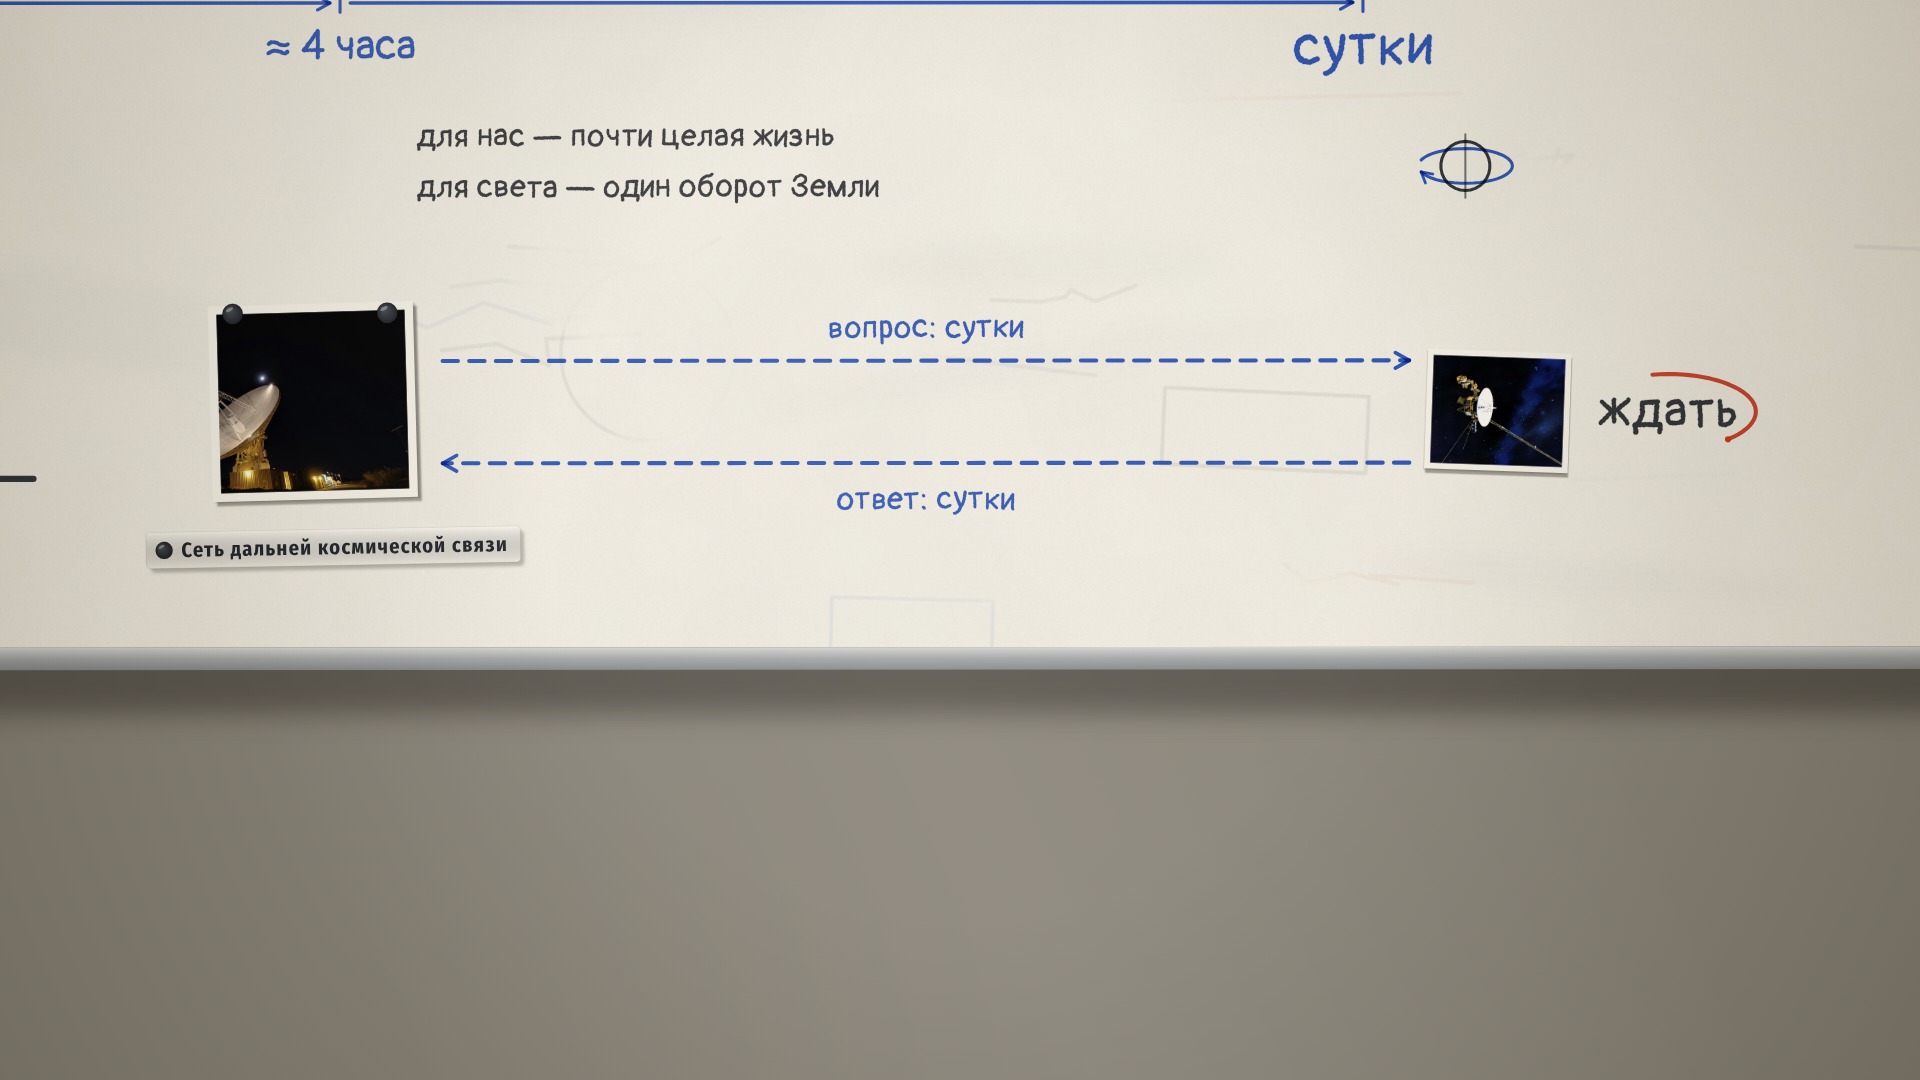 ≈ 4 часа
сутки
для нас — почти целая жизнь
для света — один оборот Земли
вопрос: сутки
ждать
ответ: сутки
Сеть дальней космической связи